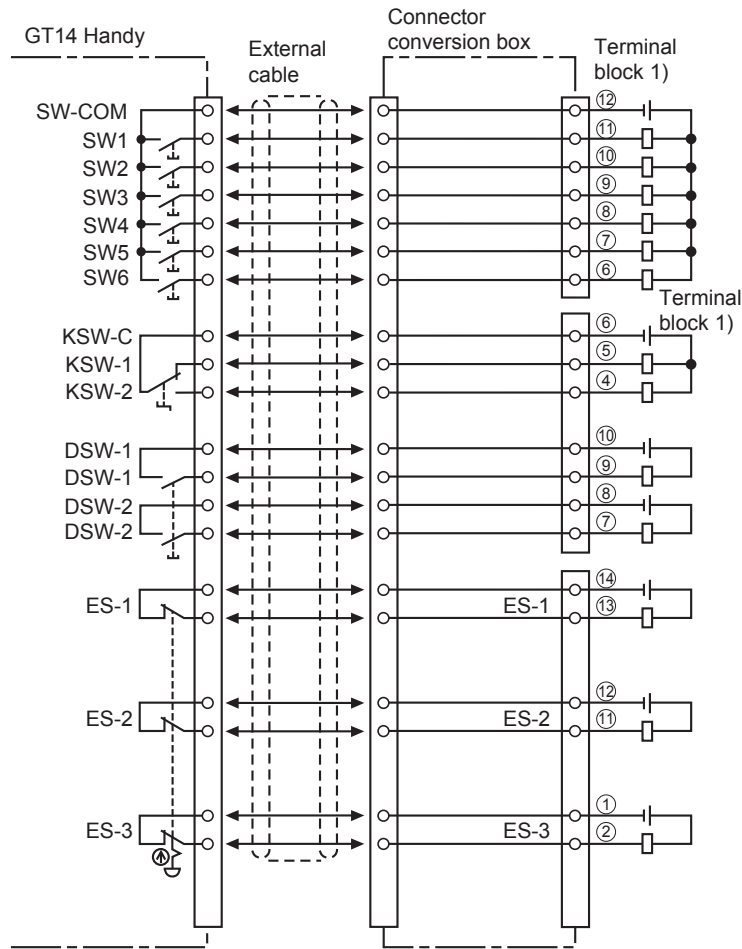 GT14 Handy
External
cable
Connector
conversion box
Terminal
block 1)
SW-COM ⑫
SW1 ⑪
SW2 ⑩
SW3 ⑨
SW4 ⑧
SW5 ⑦
SW6 ⑥
Terminal
block 1)
KSW-C ⑥
KSW-1 ⑤
KSW-2 ④
DSW-1 ⑩
DSW-1 ⑨
DSW-2 ⑧
DSW-2 ⑦
⑭
ES-1 ES-1 ⑬
⑫
ES-2 ES-2 ⑪
①
ES-3 ES-3 ②